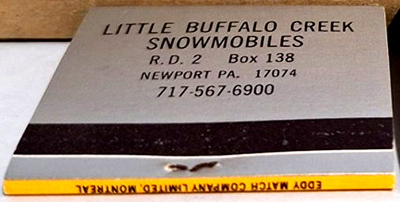 LITTLE BUFFALO CREEK
SNOWMOBILES
R.D. 2 Box 138
NEWPORT PA. 17074
717-567-6900
EDDY MATCH COMPANY, LIMITED, MONTREAL